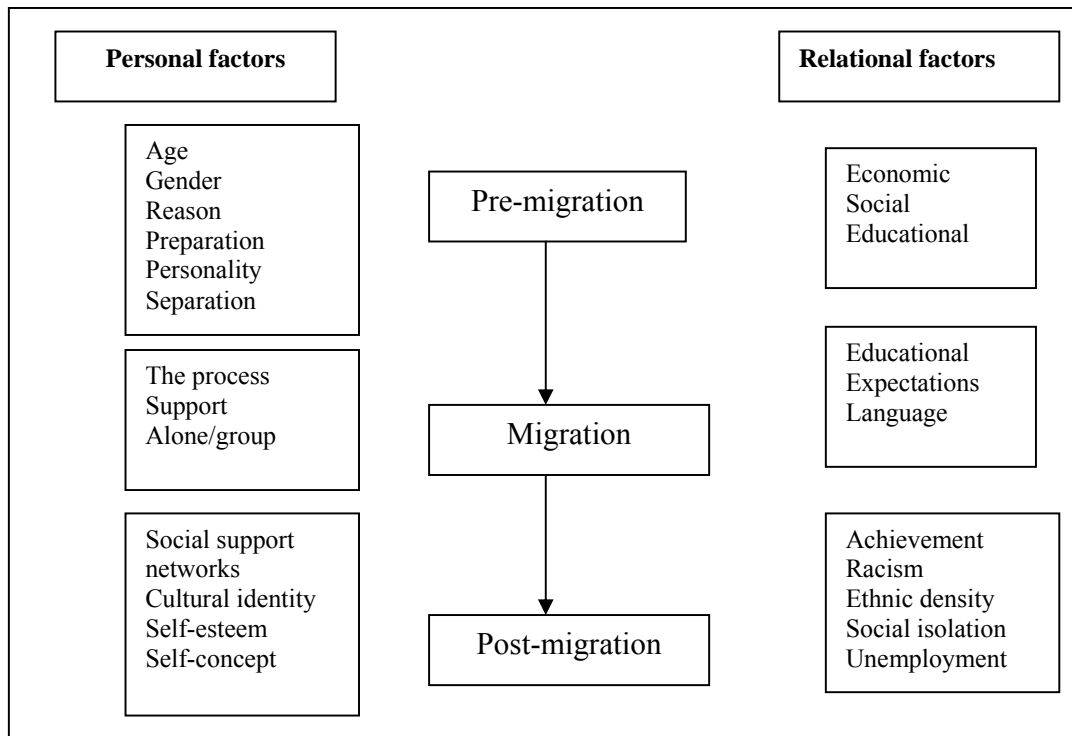 Personal factors
Relational factors
Age
Gender
Reason
Preparation
Personality
Separation
Pre-migration
Economic
Social
Educational
The process
Support
Alone/group
Migration
Educational
Expectations
Language
Social support
networks
Cultural identity
Self-esteem
Self-concept
Post-migration
Achievement
Racism
Ethnic density
Social isolation
Unemployment